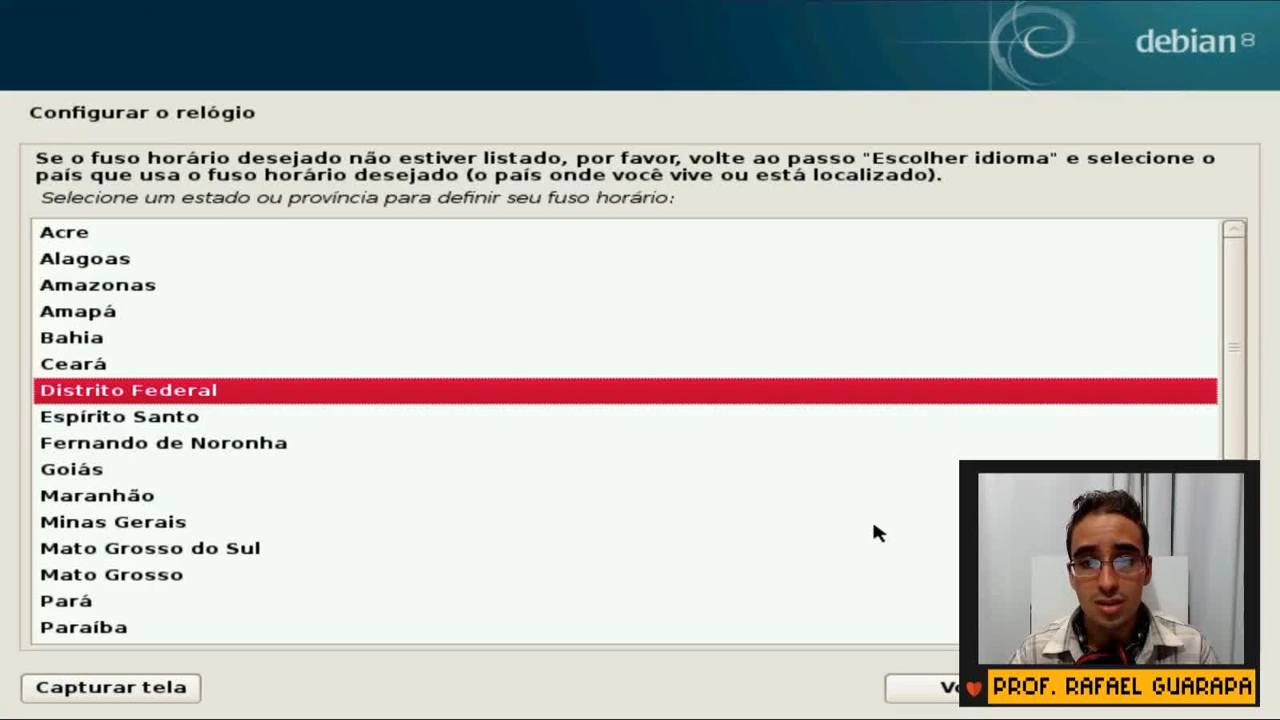 debian 8
Configurar o relógio
Se o fuso horário desejado não estiver listado, por favor, volte ao passo "Escolher idioma" e selecione o
país que usa o fuso horário desejado (o país onde você vive ou está localizado).
Selecione um estado ou província para definir seu fuso horário:
Acre
Alagoas
Amazonas
Amapá
Bahia
Ceará
Distrito Federal
Espírito Santo
Fernando de Noronha
Goiás
Maranhão
Minas Gerais
Mato Grosso do Sul
Mato Grosso
Pará
Paraíba
Capturar tela
PROF. RAFAEL GUARAPA